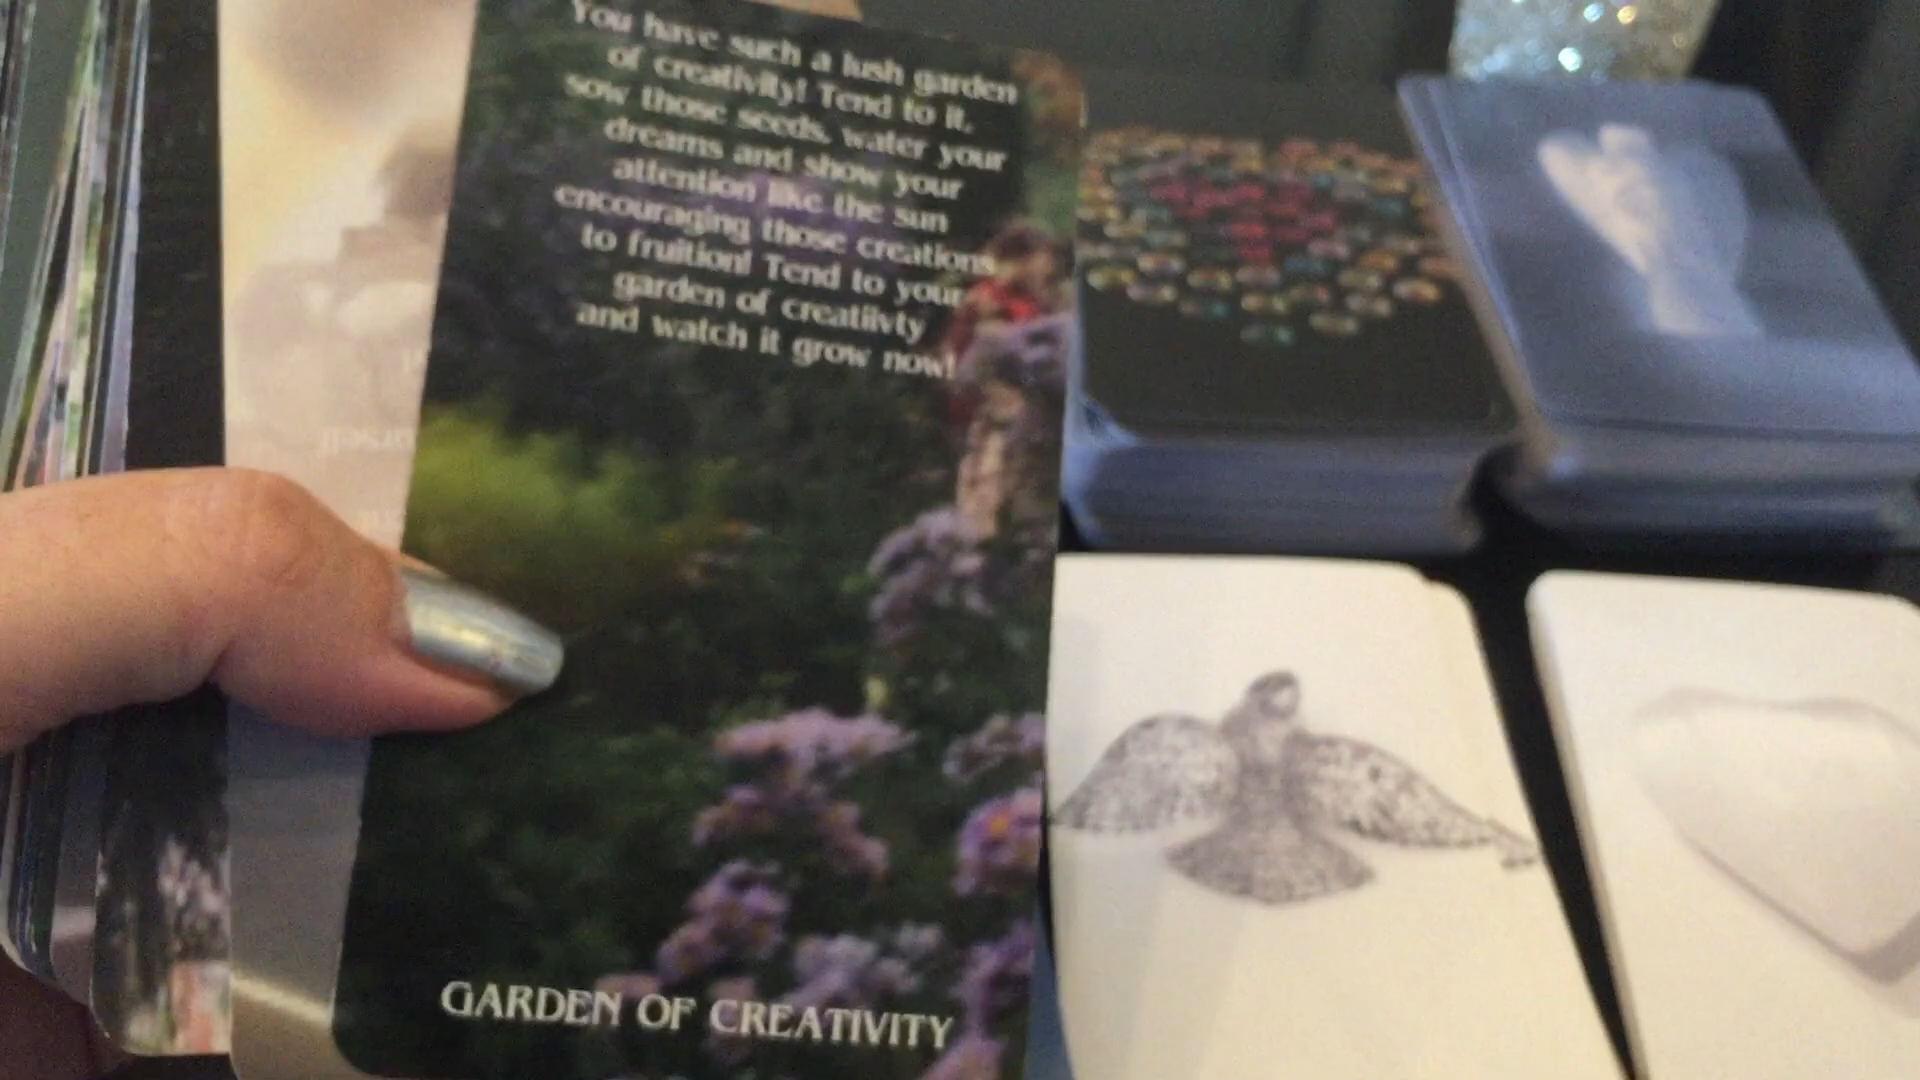 You have such a lush garden
of creativity! Tend to it,
sow those seeds, water your
dreams and show your
attention like the sun
encouraging those creations
to fruition! Tend to your
garden of creatiivty
and watch it grow now!
GARDEN OF CREATIVITY